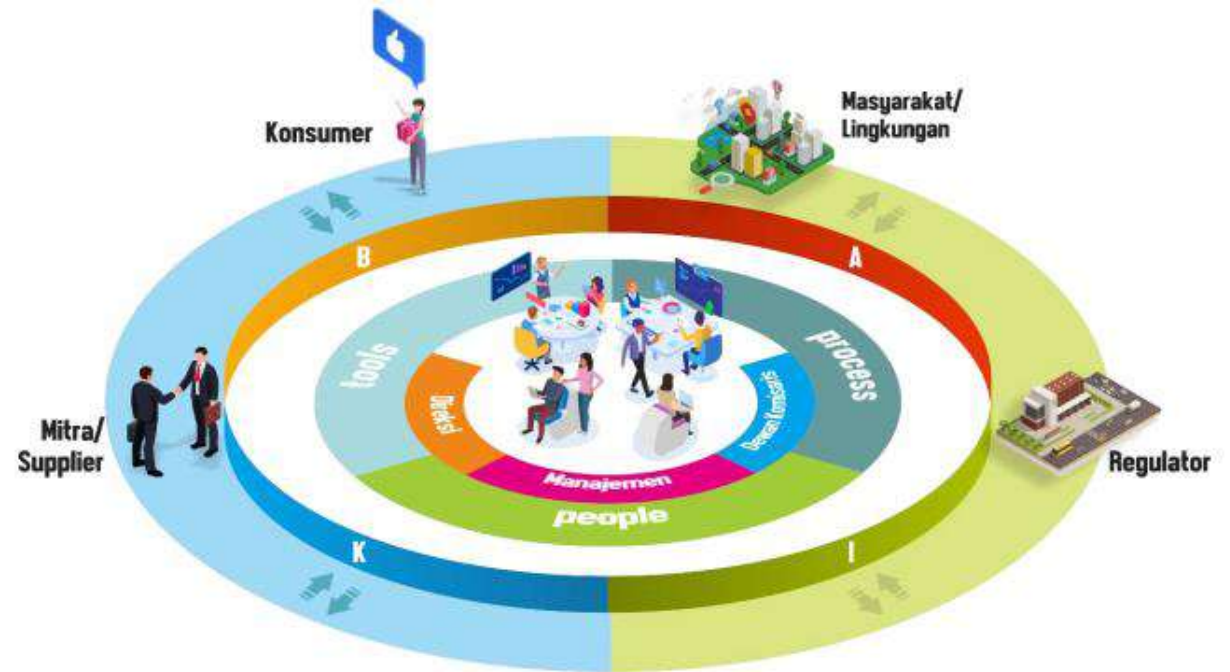 Konsumer
Masyarakat/
Lingkungan
B
A
tools
process
Direksi
Dewan Komisaris
Mitra/
Supplier
Regulator
Manajemen
people
K
I